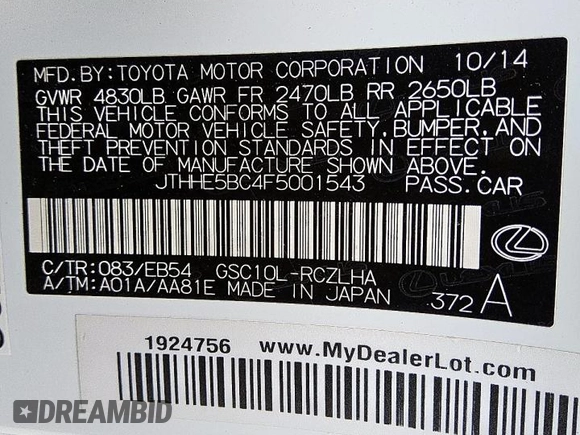 MFD. BY: TOYOTA MOTOR CORPORATION 10/14
GVWR 4830LB GAWR FR 2470LB RR 2650LB
THIS VEHICLE CONFORMS TO ALL APPLICABLE
FEDERAL MOTOR VEHICLE SAFETY, BUMPER, AND
THEFT PREVENTION STANDARDS IN EFFECT ON
THE DATE OF MANUFACTURE SHOWN ABOVE.
JTHHE5BC4F5001543 PASS. CAR
C/TR: 083/EB54 GSC10L-RCZLHA
A/TM: A01A/AA81E MADE IN JAPAN 372 A
1924756 www.MyDealerLot.com
DREAMBID